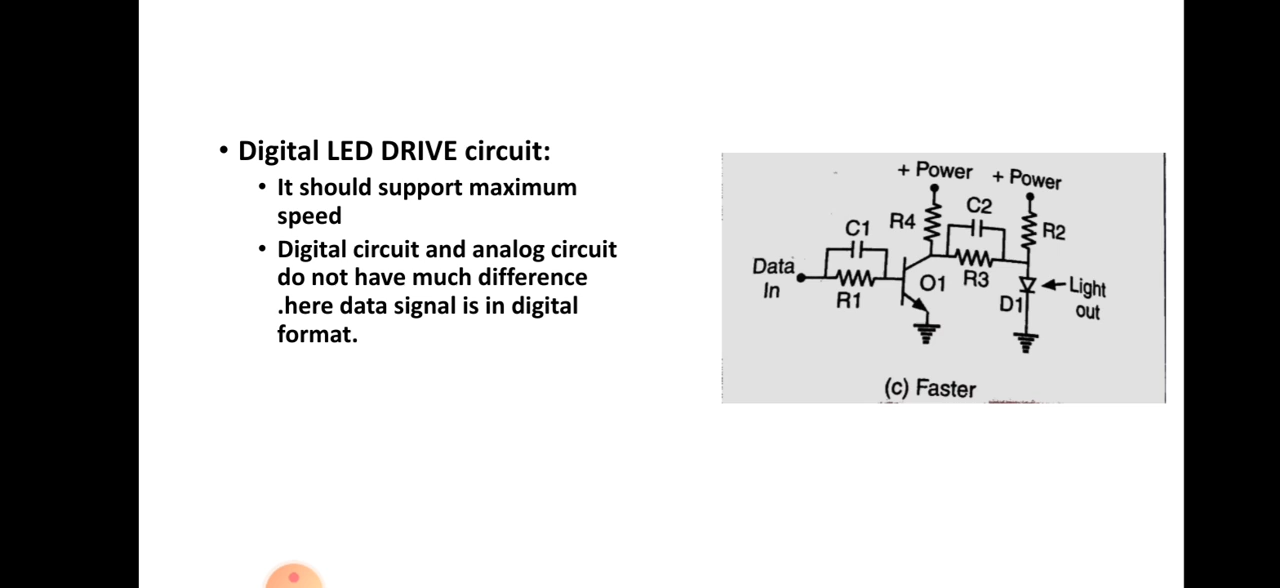 • Digital LED DRIVE circuit:
• It should support maximum
speed
• Digital circuit and analog circuit
do not have much difference
.here data signal is in digital
format.
+ Power
+ Power
C2
C1
R4
R2
Data
In
R1
O1
R3
D1
Light
out
(c) Faster